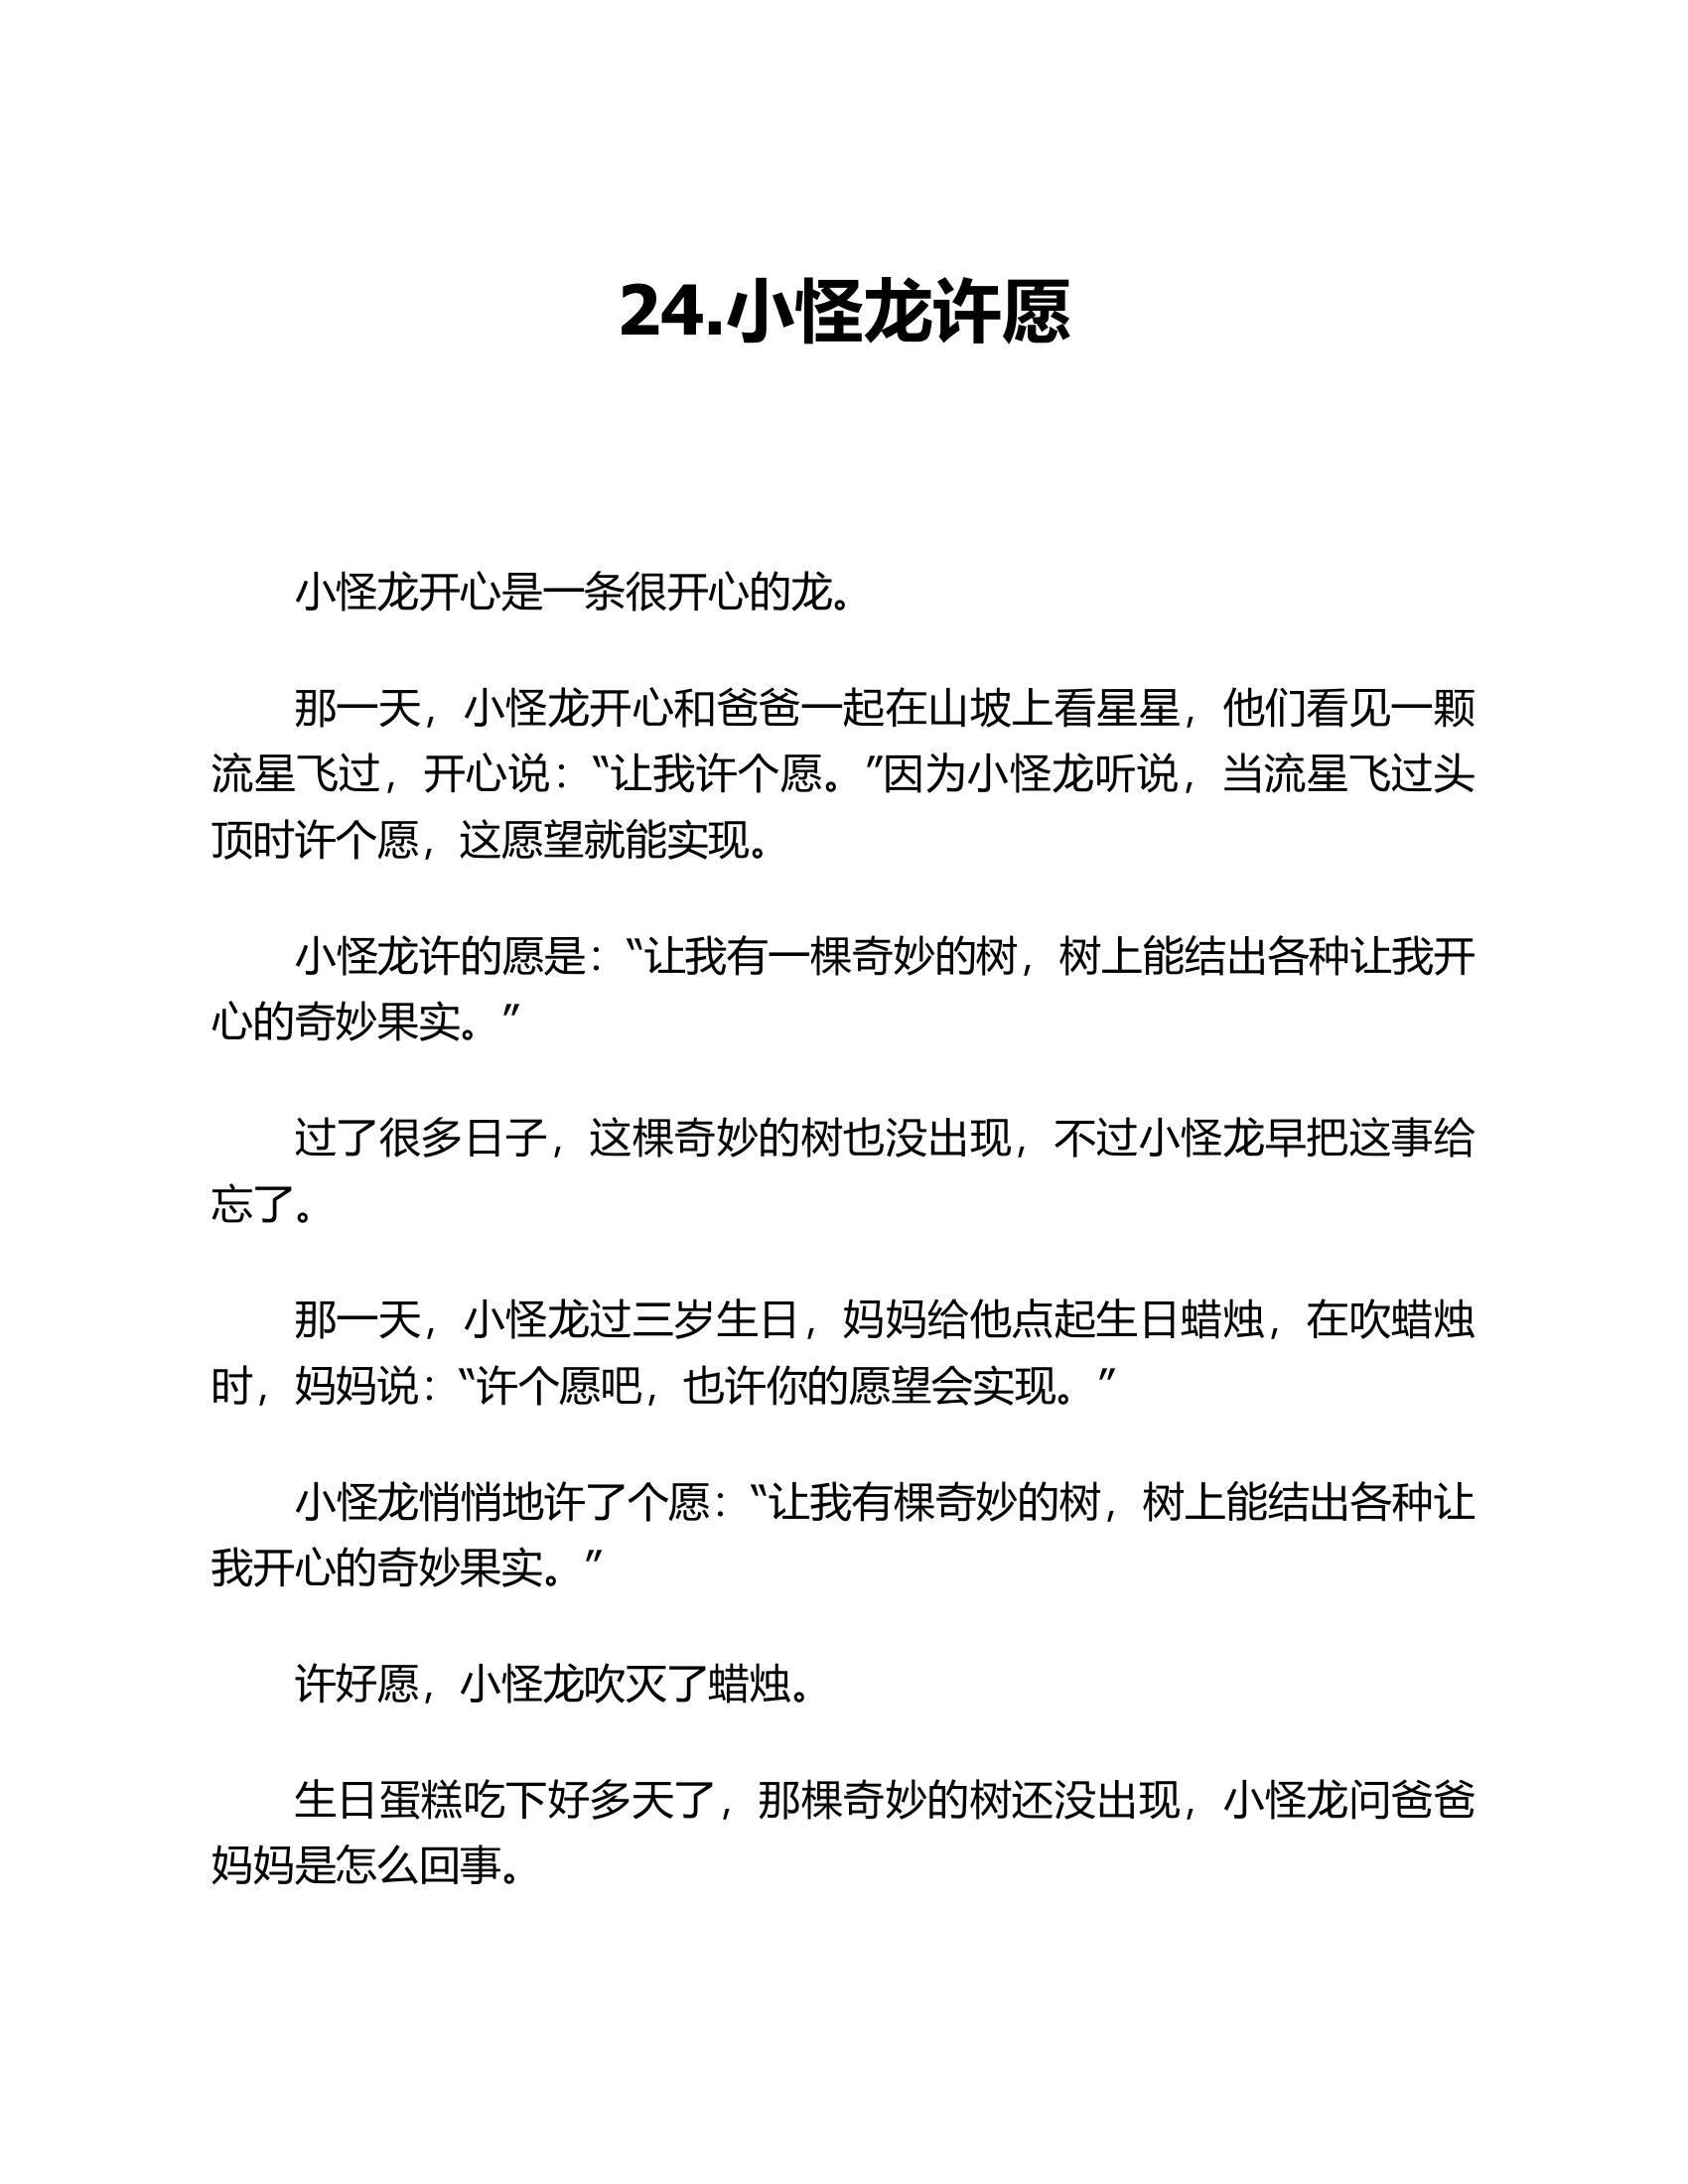 24.小怪龙许愿
小怪龙开心是一条很开心的龙。
那一天，小怪龙开心和爸爸一起在山坡上看星星，他们看见一颗
流星飞过，开心说：“让我许个愿。”因为小怪龙听说，当流星飞过头
顶时许个愿，这愿望就能实现。
小怪龙许的愿是：“让我有一棵奇妙的树，树上能结出各种让我开
心的奇妙果实。”
过了很多日子，这棵奇妙的树也没出现，不过小怪龙早把这事给
忘了。
那一天，小怪龙过三岁生日，妈妈给他点起生日蜡烛，在吹蜡烛
时，妈妈说：“许个愿吧，也许你的愿望会实现。”
小怪龙悄悄地许了个愿：“让我有棵奇妙的树，树上能结出各种让
我开心的奇妙果实。”
许好愿，小怪龙吹灭了蜡烛。
生日蛋糕吃下好多天了，那棵奇妙的树还没出现，小怪龙问爸爸
妈妈是怎么回事。